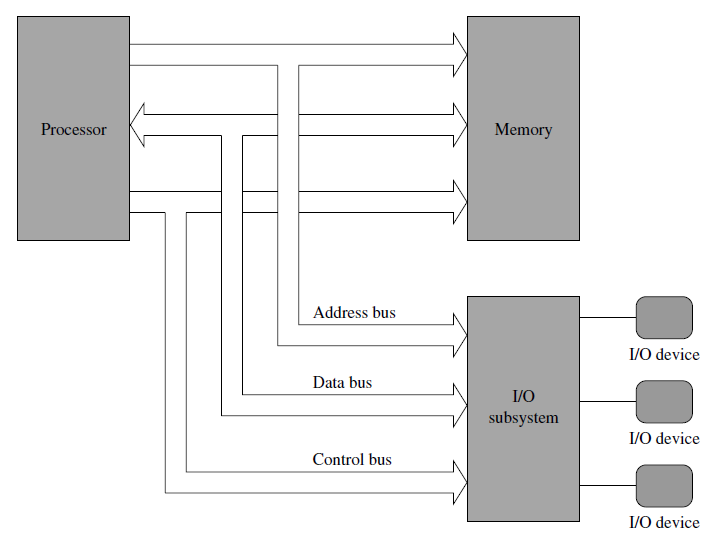 Processor
Memory
Address bus
I/O device
Data bus
I/O
subsystem
I/O device
Control bus
I/O device